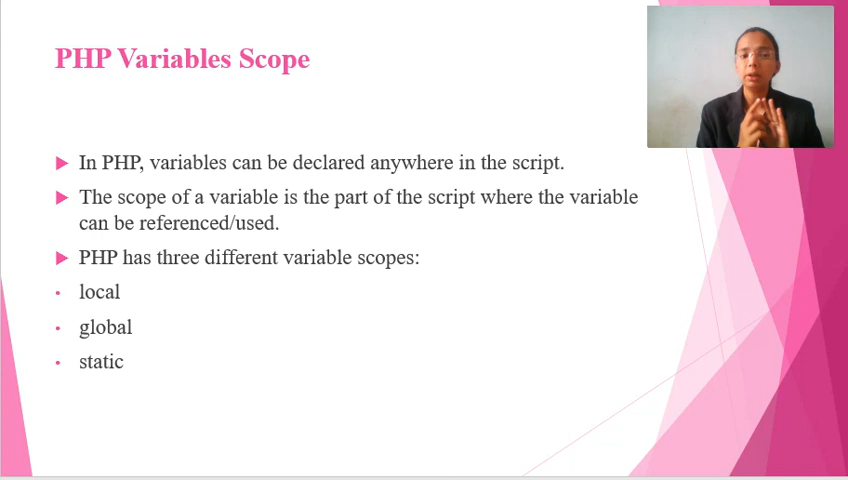 PHP Variables Scope
In PHP, variables can be declared anywhere in the script.
The scope of a variable is the part of the script where the variable
can be referenced/used.
PHP has three different variable scopes:
local
global
static